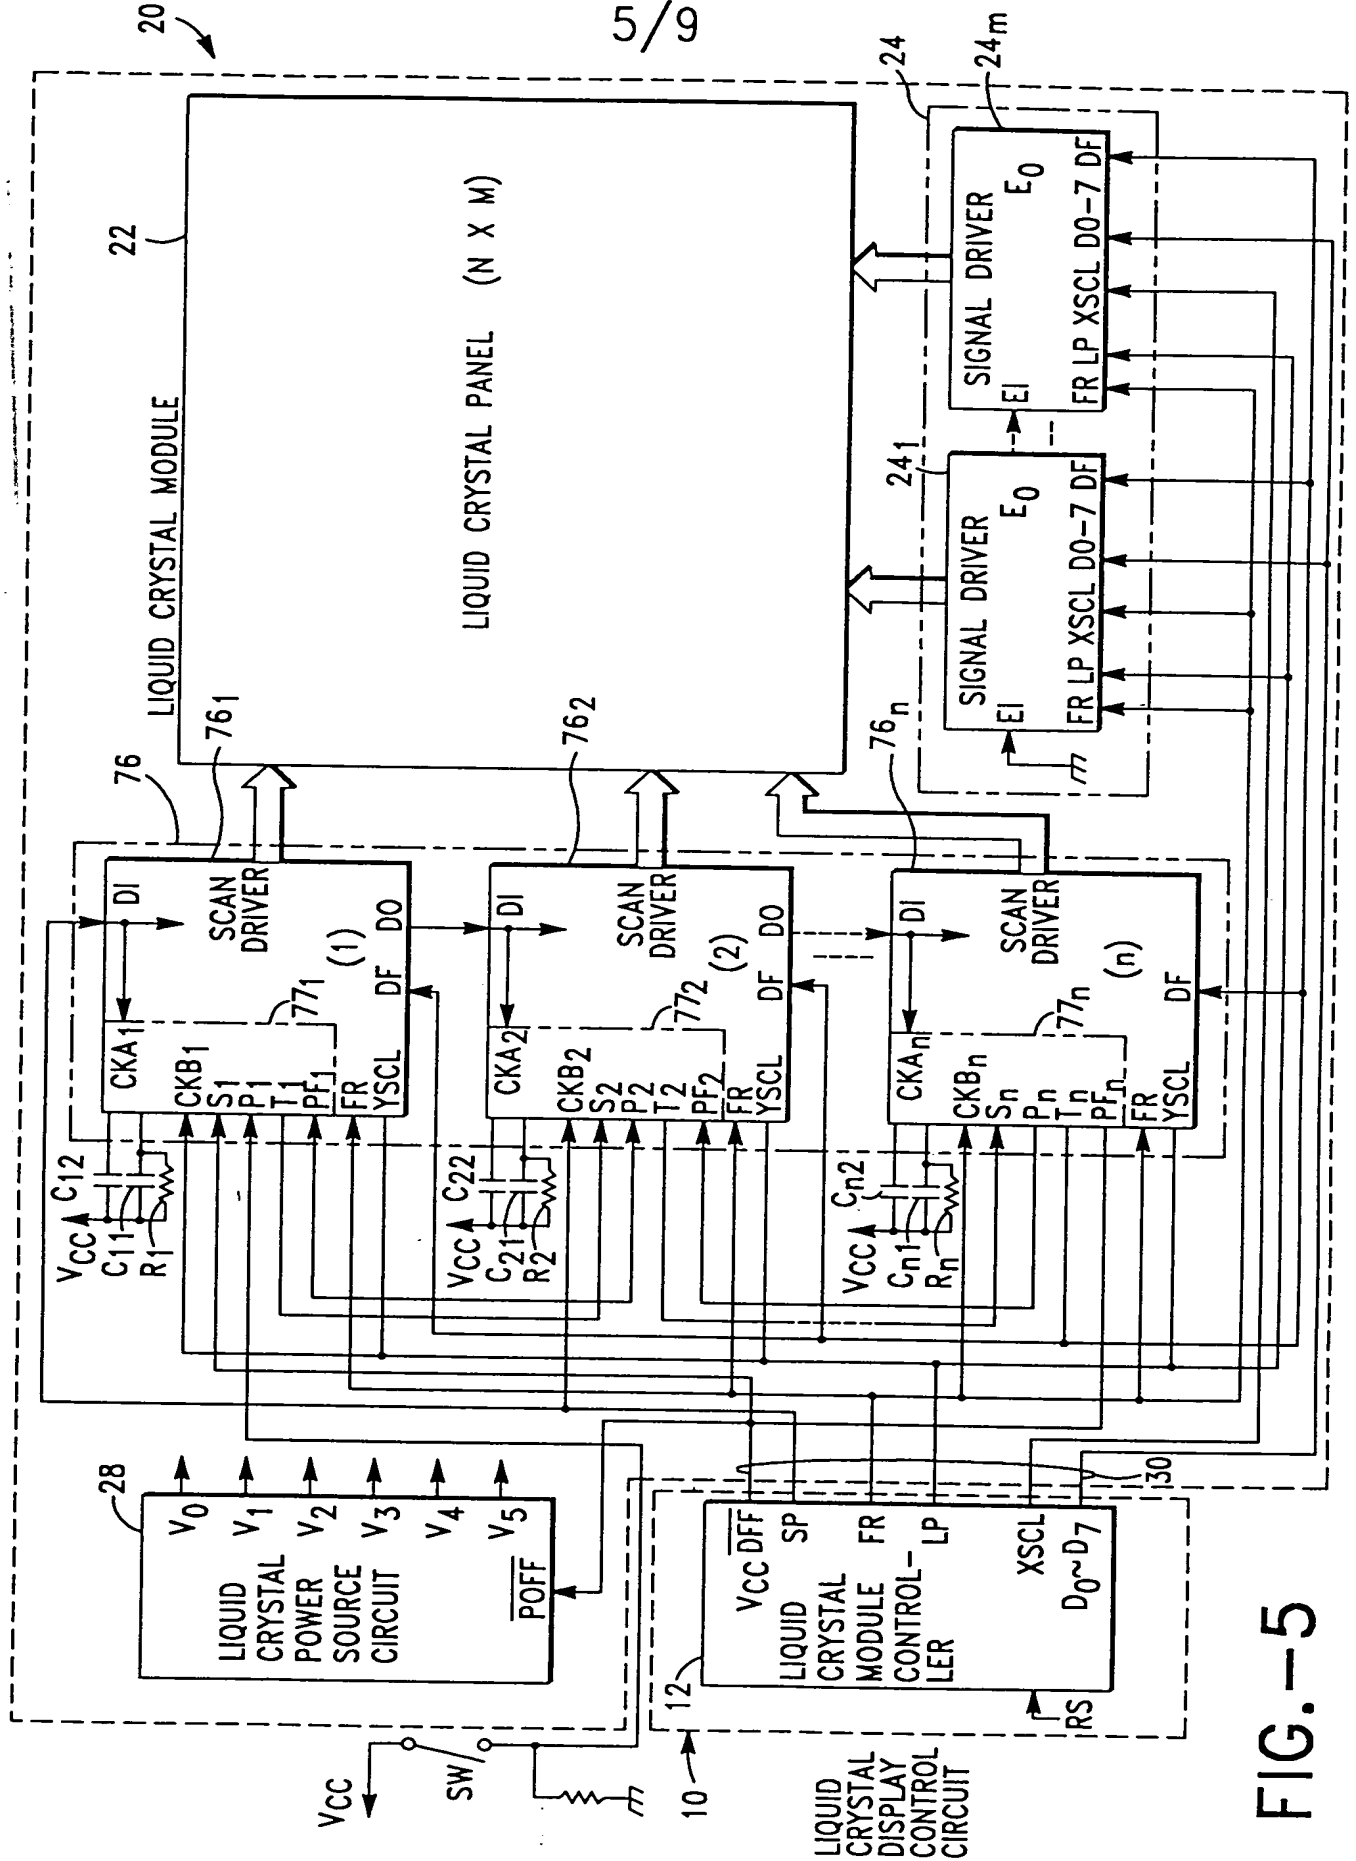 5/9
20
LIQUID CRYSTAL MODULE
22
LIQUID CRYSTAL PANEL (N X M)
24
24m
SIGNAL DRIVER
EI
E0
FR LP XSCL D0-7 DF
241
SIGNAL DRIVER
EI
E0
FR LP XSCL D0-7 DF
76
761
DI
SCAN
DRIVER
(1)
DO
DF
771
CKA1
CKB1
S1
P1
T1
PF1
FR
YSCL
C12
VCC
C11
R1
762
DI
SCAN
DRIVER
(2)
DO
DF
772
CKA2
CKB2
S2
P2
T2
PF2
FR
YSCL
C22
VCC
C21
R2
76n
DI
SCAN
DRIVER
(n)
DF
77n
CKAn
CKBn
Sn
Pn
Tn
PFn
FR
YSCL
Cn2
VCC
Cn1
Rn
28
V0
V1
V2
V3
V4
V5
LIQUID
CRYSTAL
POWER
SOURCE
CIRCUIT
POFF
VCC
SW
12
VCC DFF
SP
FR
LP
XSCL
D0~D7
LIQUID
CRYSTAL
MODULE
CONTROL-
LER
RS
30
10
LIQUID
CRYSTAL
DISPLAY
CONTROL
CIRCUIT
FIG.-5